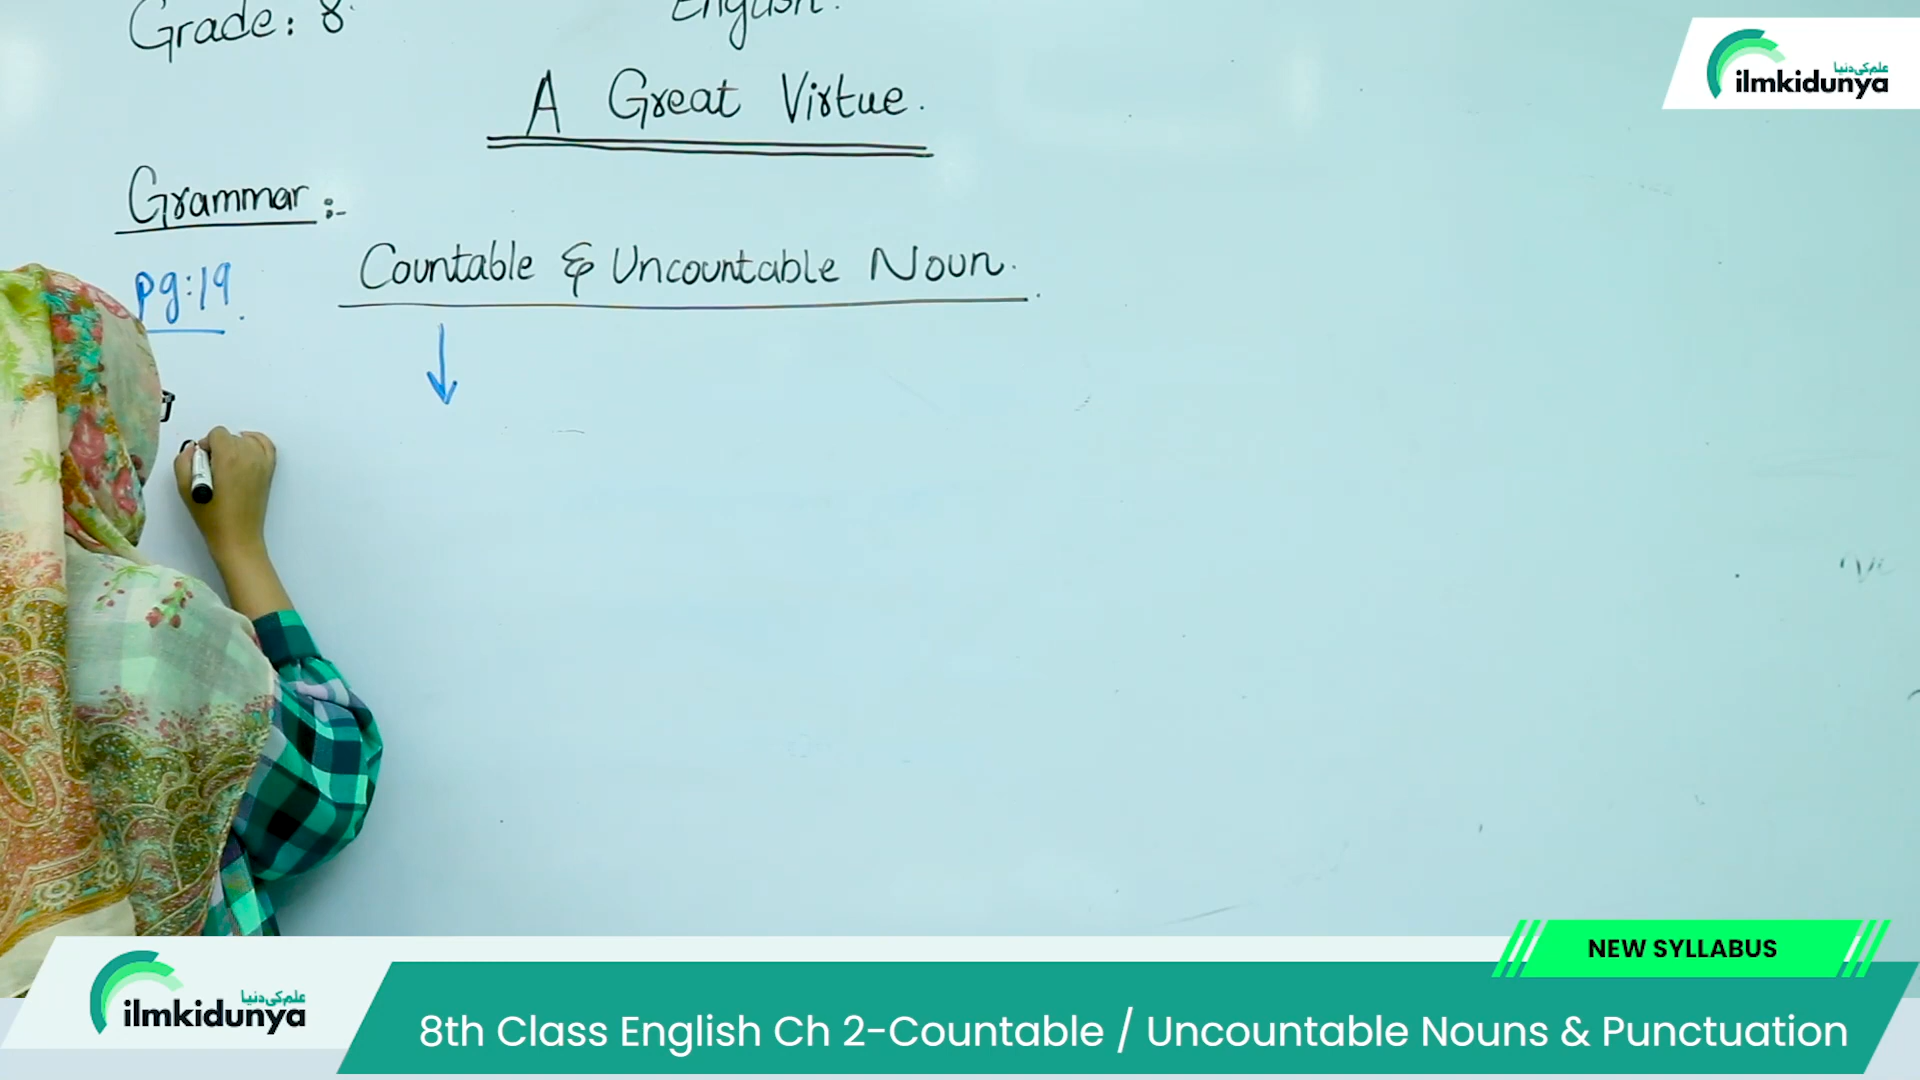 Grade: 8.
English.
A Great Virtue.
علم کی دنیا
ilmkidunya
Grammar :-
Countable & Uncountable Noun.
pg:19.
NEW SYLLABUS
علم کی دنیا
ilmkidunya
8th Class English Ch 2-Countable / Uncountable Nouns & Punctuation